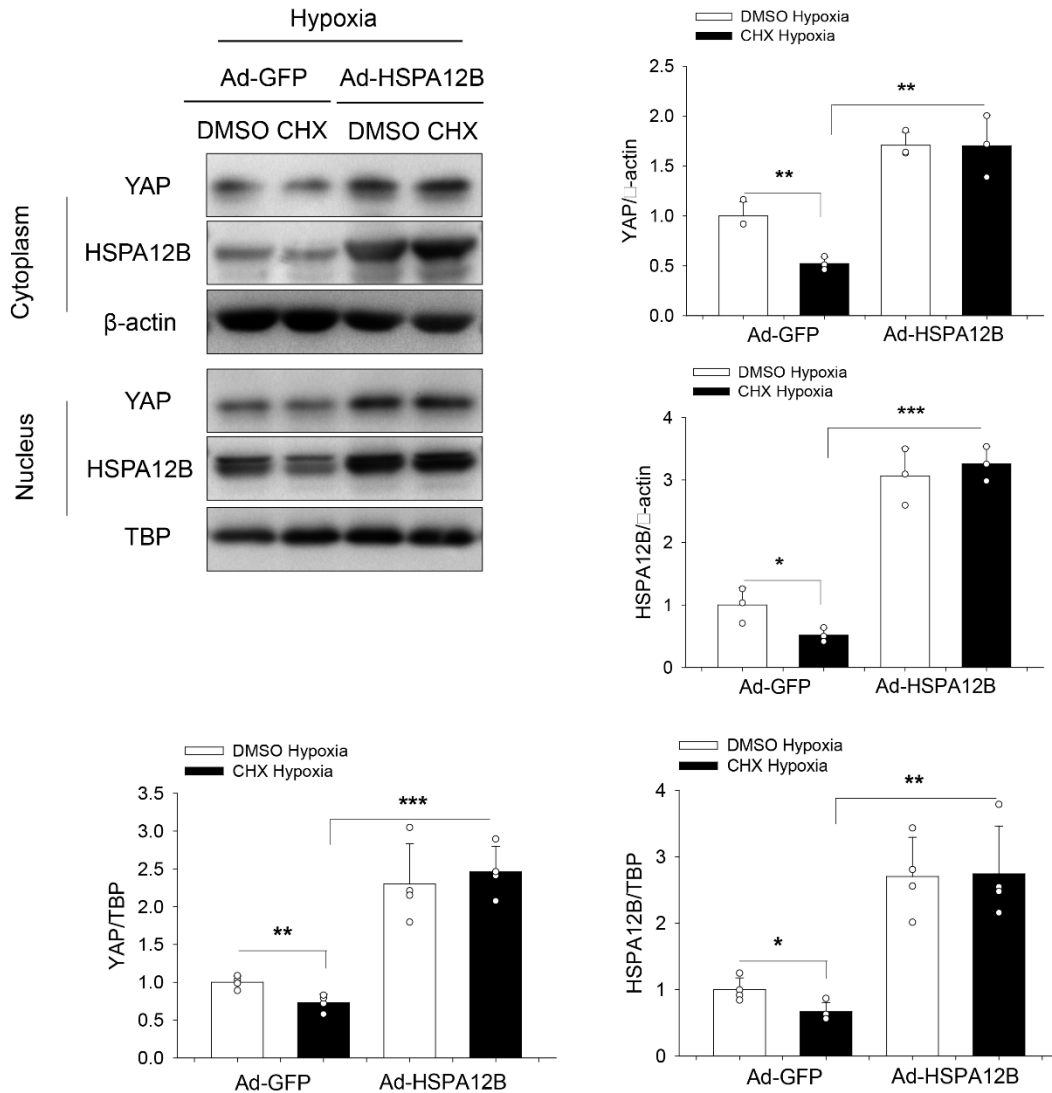 Hypoxia
Ad-GFP Ad-HSPA12B
DMSO CHX DMSO CHX
Cytoplasm
YAP
HSPA12B
β-actin
Nucleus
YAP
HSPA12B
TBP
DMSO Hypoxia
CHX Hypoxia
YAP/□-actin
2.5
2.0
1.5
1.0
0.5
0.0
**
**
Ad-GFP Ad-HSPA12B
DMSO Hypoxia
CHX Hypoxia
HSPA12B/□-actin
4
3
2
1
0
***
*
Ad-GFP Ad-HSPA12B
DMSO Hypoxia
CHX Hypoxia
YAP/TBP
3.5
3.0
2.5
2.0
1.5
1.0
0.5
0.0
***
**
Ad-GFP Ad-HSPA12B
DMSO Hypoxia
CHX Hypoxia
HSPA12B/TBP
4
3
2
1
0
**
*
Ad-GFP Ad-HSPA12B